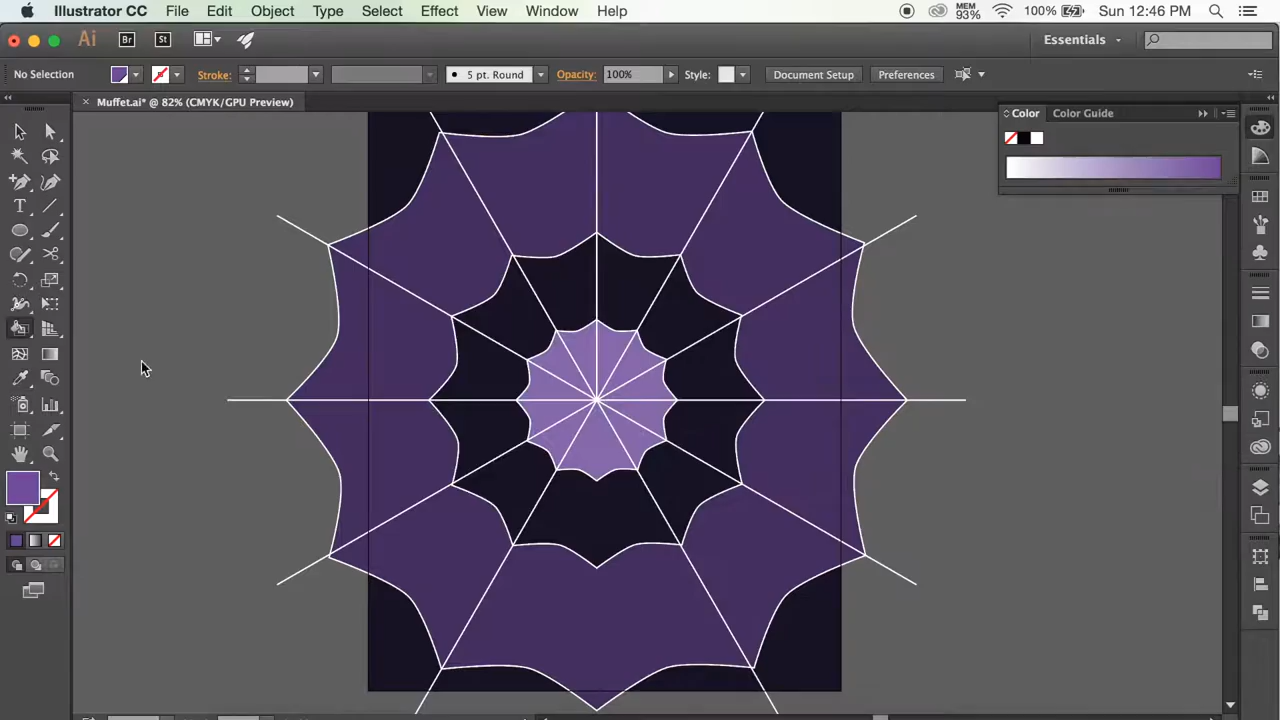 Illustrator CC File Edit Object Type Select Effect View Window Help MEM 93% 100% Sun 12:46 PM
Ai Br St Essentials
No Selection Stroke: 5 pt. Round Opacity: 100% Style: Document Setup Preferences
Muffet.ai* @ 82% (CMYK/GPU Preview)
Color Color Guide
T